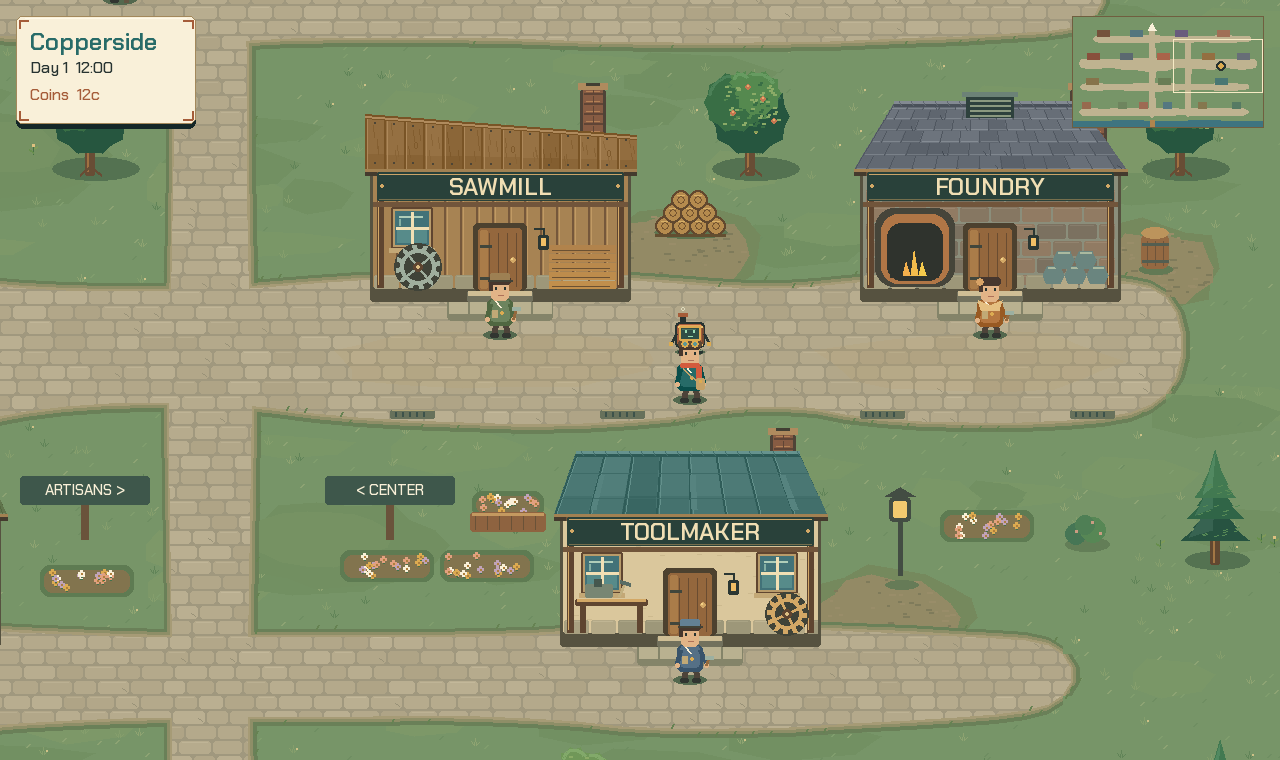 Copperside
Day 1 12:00
Coins 12c
SAWMILL
FOUNDRY
ARTISANS >
< CENTER
TOOLMAKER